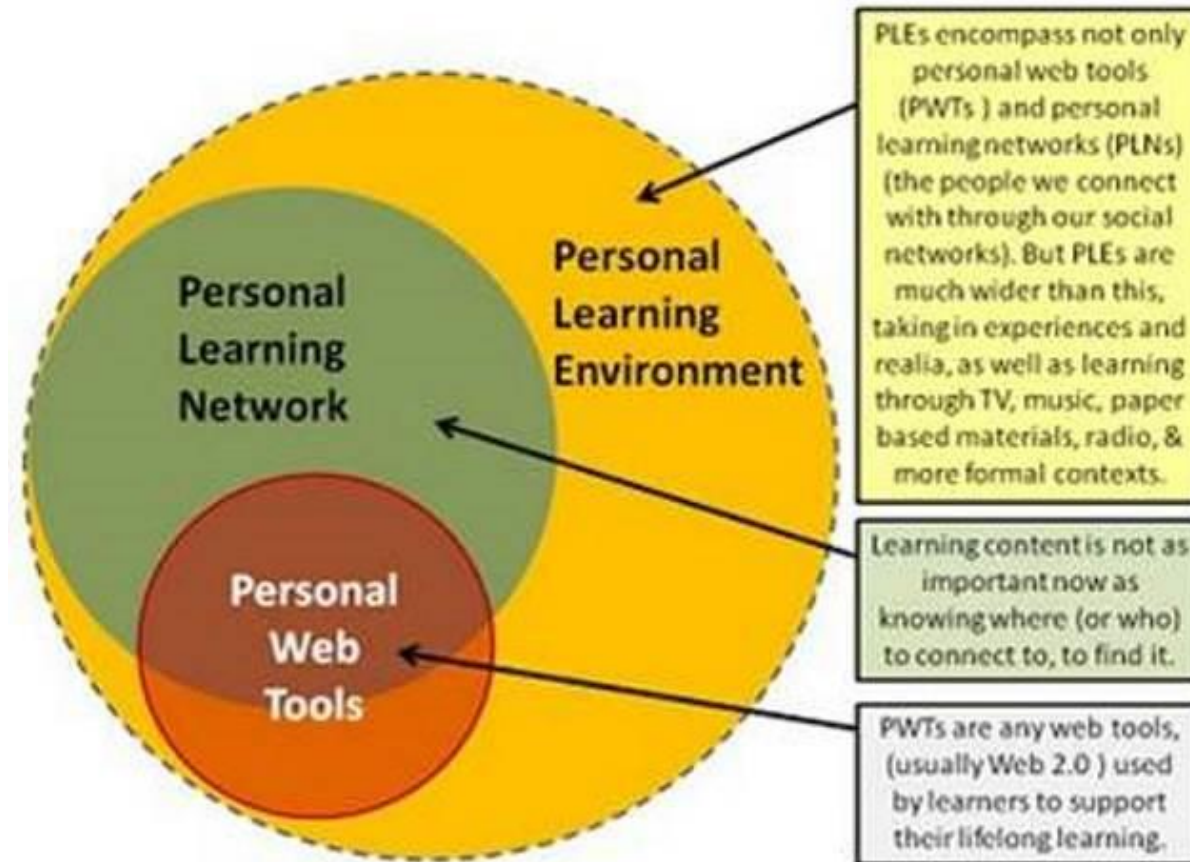 Personal
Learning
Network
Personal
Learning
Environment
Personal
Web
Tools
PLEs encompass not only
personal web tools
(PWTs ) and personal
learning networks (PLNs)
(the people we connect
with through our social
networks). But PLEs are
much wider than this,
taking in experiences and
realia, as well as learning
through TV, music, paper
based materials, radio, &
more formal contexts.
Learning content is not as
important now as
knowing where (or who)
to connect to, to find it.
PWTs are any web tools,
(usually Web 2.0 ) used
by learners to support
their lifelong learning.